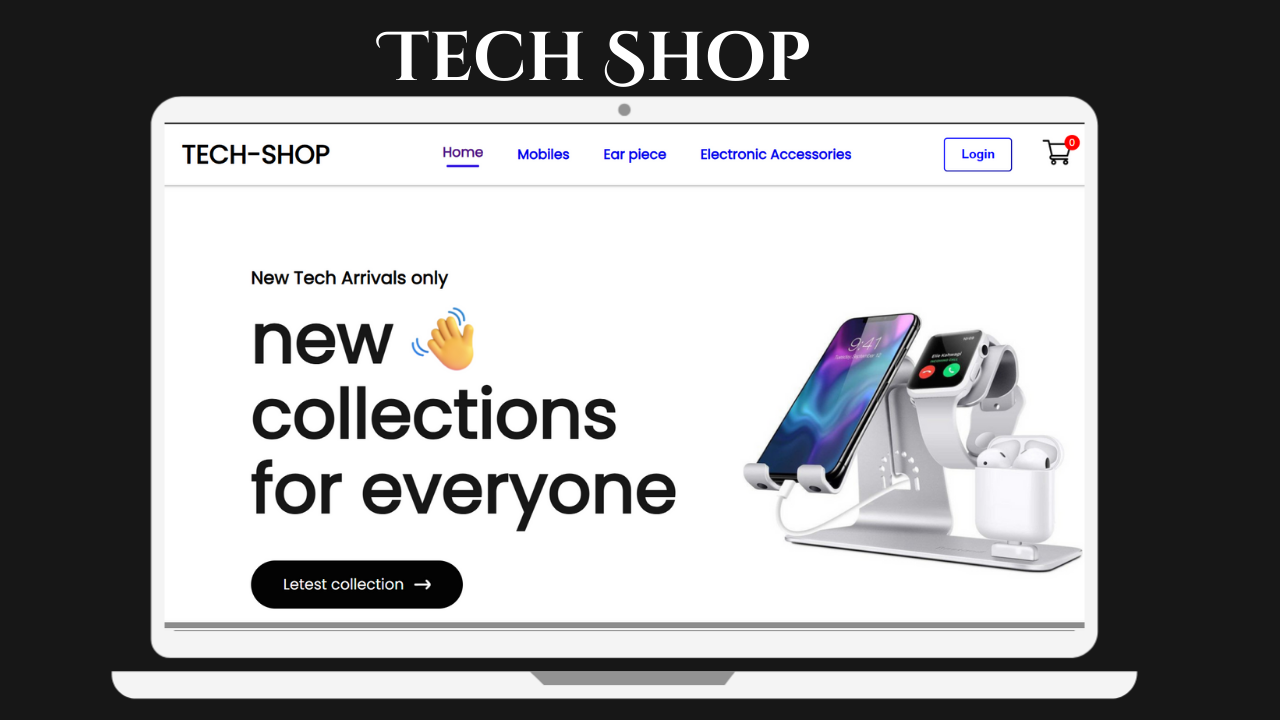 Tech Shop
TECH-SHOP
Home Mobiles Ear piece Electronic Accessories Login 0
New Tech Arrivals only
new 👋
collections
for everyone
Letest collection →
9:41